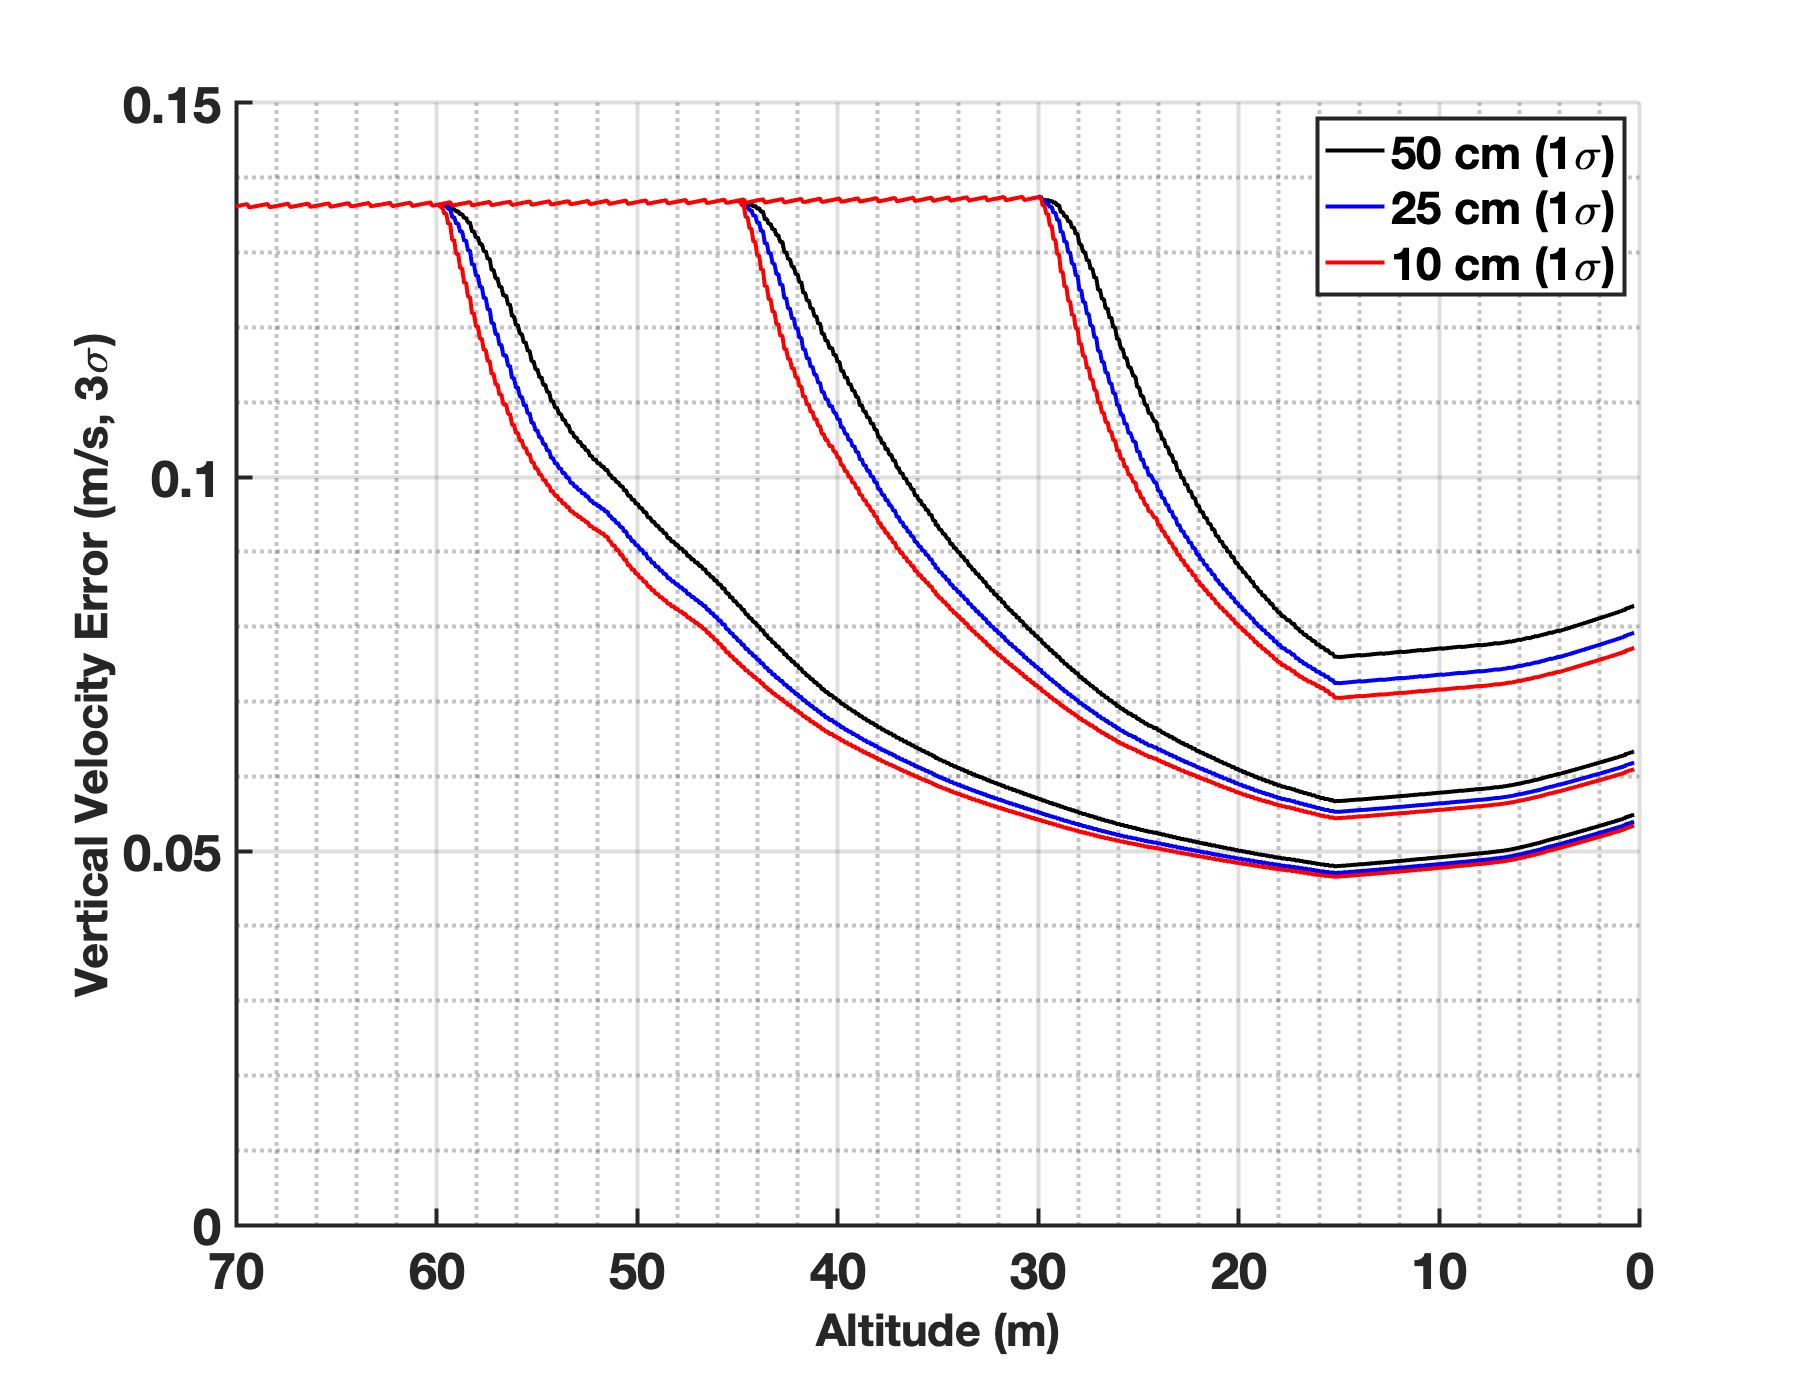 0.15
0.1
0.05
0
70
60
50
40
30
20
10
0
Vertical Velocity Error (m/s, 3σ)
Altitude (m)
50 cm (1σ)
25 cm (1σ)
10 cm (1σ)